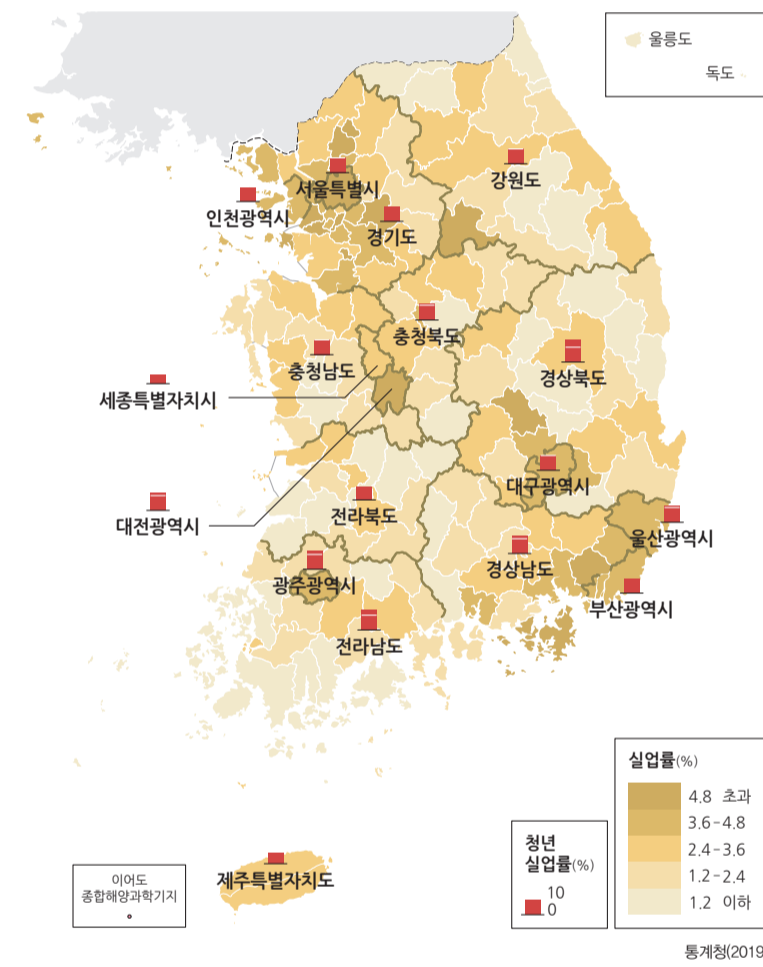 울릉도
독도
강원도
서울특별시
인천광역시
경기도
충청북도
충청남도
경상북도
세종특별자치시
대구광역시
전라북도
대전광역시
울산광역시
경상남도
광주광역시
부산광역시
전라남도
실업률(%)
4.8 초과
3.6-4.8
2.4-3.6
1.2-2.4
1.2 이하
청년
실업률(%)
10
0
제주특별자치도
이어도
종합해양과학기지
통계청(2019